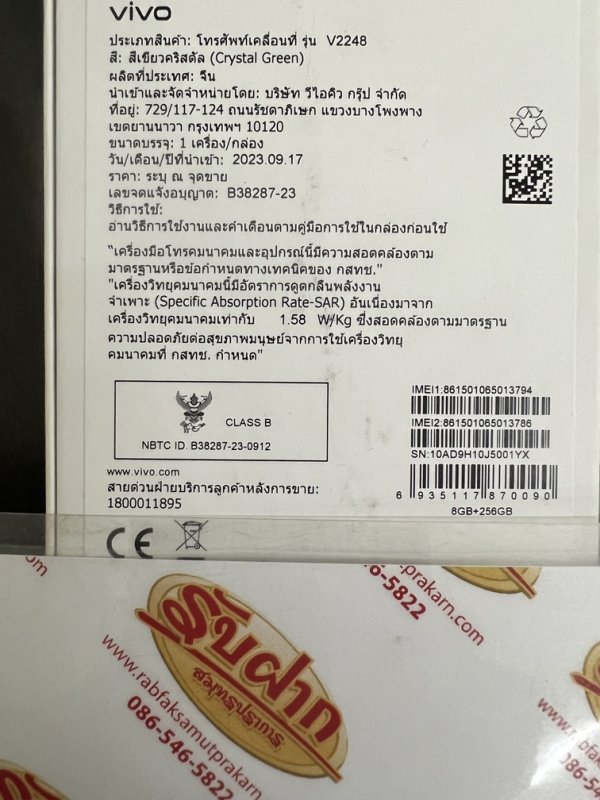 vivo
ประเภทสินค้า: โทรศัพท์เคลื่อนที่ รุ่น V2248
สี: สีเขียวคริสตัล (Crystal Green)
ผลิตที่ประเทศ: จีน
นำเข้าและจัดจำหน่ายโดย: บริษัท วีไอคิว กรุ๊ป จำกัด
ที่อยู่: 729/117-124 ถนนรัชดาภิเษก แขวงบางโพงพาง
เขตยานนาวา กรุงเทพฯ 10120
ขนาดบรรจุ: 1 เครื่อง/กล่อง
วัน/เดือน/ปีที่นำเข้า: 2023.09.17
ราคา: ระบุ ณ จุดขาย
เลขจดแจ้งอนุญาต: B38287-23
วิธีการใช้:
อ่านวิธีการใช้งานและคำเตือนตามคู่มือการใช้ในกล่องก่อนใช้
"เครื่องมือโทรคมนาคมและอุปกรณ์นี้มีความสอดคล้องตาม
มาตรฐานหรือข้อกำหนดทางเทคนิคของ กสทช."
"เครื่องวิทยุคมนาคมนี้มีอัตราการดูดกลืนพลังงาน
จำเพาะ (Specific Absorption Rate-SAR) อันเนื่องมาจาก
เครื่องวิทยุคมนาคมเท่ากับ 1.58 W/Kg ซึ่งสอดคล้องตามมาตรฐาน
ความปลอดภัยต่อสุขภาพมนุษย์จากการใช้เครื่องวิทยุ
คมนาคมที่ กสทช. กำหนด"
CLASS B
NBTC ID. B38287-23-0912
IMEI1:861501065013794
IMEI2:861501065013786
SN:10AD9H10J5001YX
6 935117 870090
8GB+256GB
www.vivo.com
สายด่วนฝ่ายบริการลูกค้าหลังการขาย:
1800011895
CE
รับฝาก
สมุทรปราการ
www.rabfaksamutprakarn.com
086-546-5822
utprakarn.com
6-5822
www.rabfa
086-54